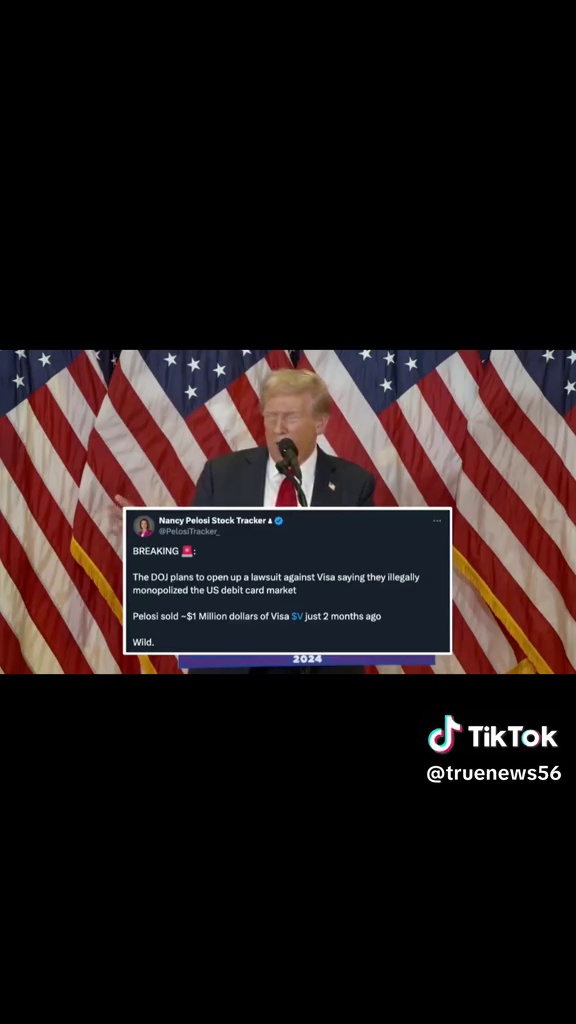 Nancy Pelosi Stock Tracker ♟
@PelosiTracker_
BREAKING 🚨:
The DOJ plans to open up a lawsuit against Visa saying they illegally
monopolized the US debit card market
Pelosi sold ~$1 Million dollars of Visa $V just 2 months ago
Wild.
2024
TikTok
@truenews56